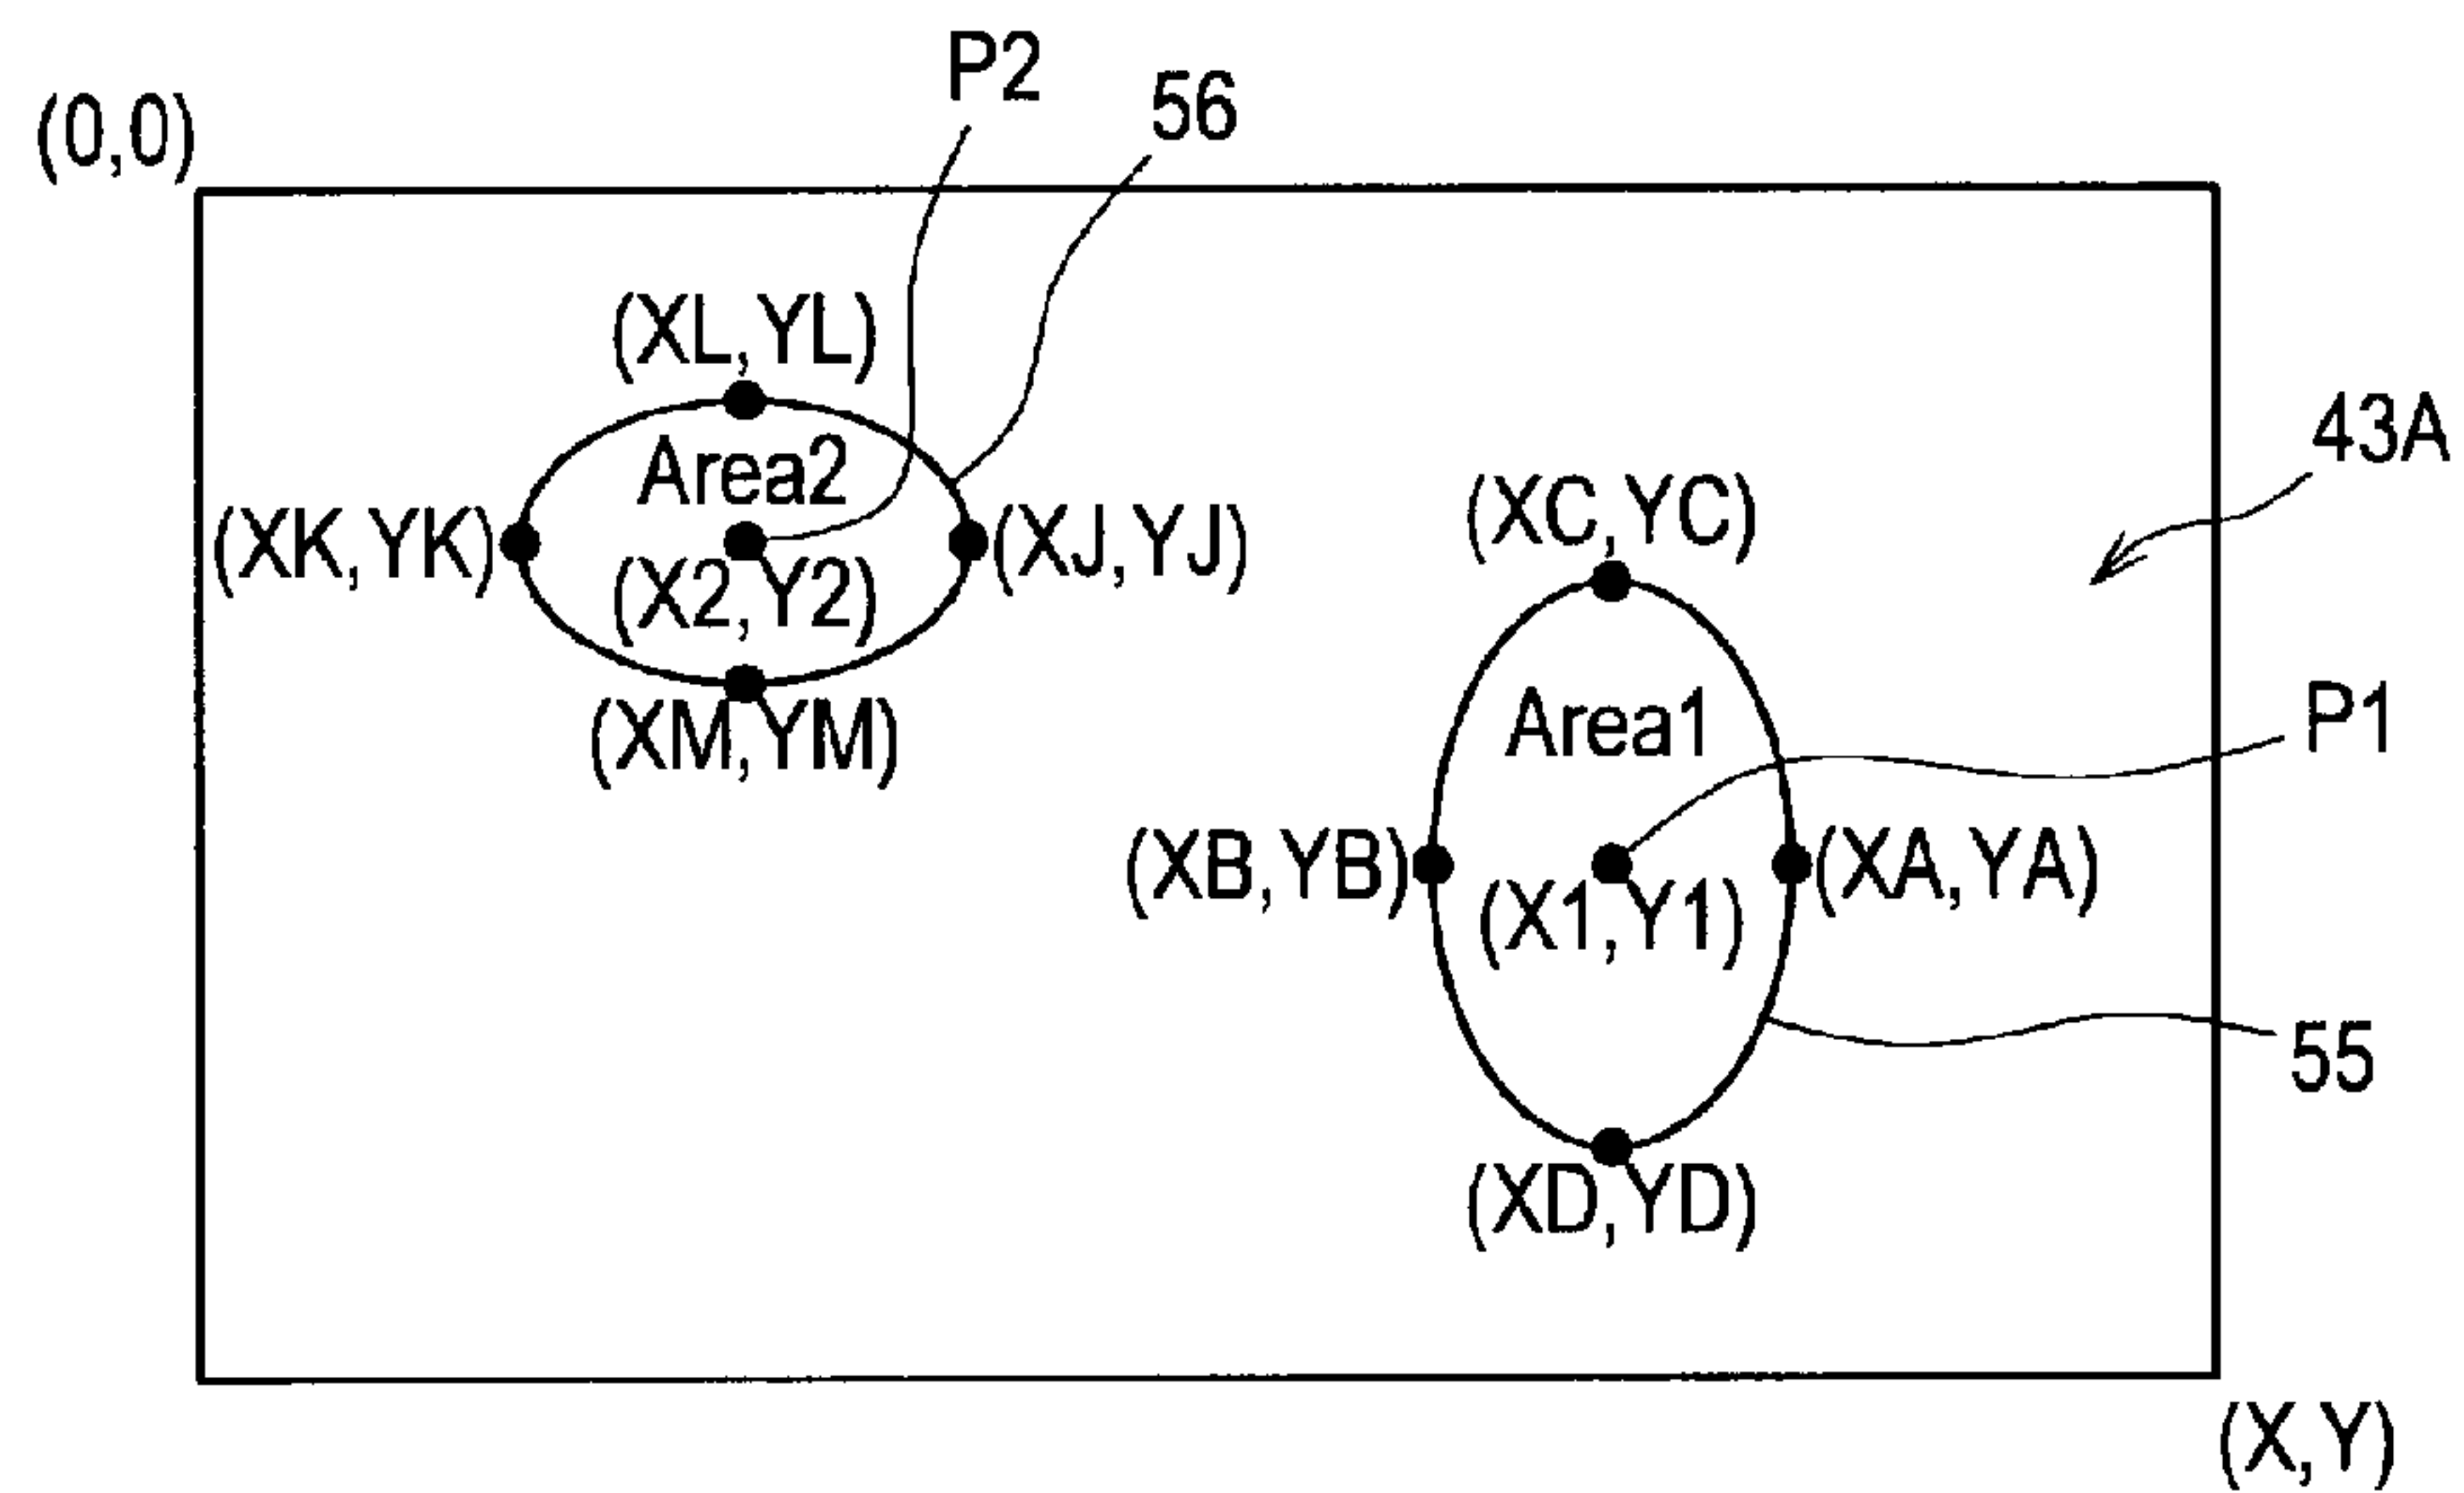 P2
56
(0,0)
(XL,YL)
43A
Area2
(XC,YC)
(XK,YK)
(XJ,YJ)
(X2,Y2)
Area1
P1
(XM,YM)
(XB,YB)
(XA,YA)
(X1,Y1)
55
(XD,YD)
(X,Y)